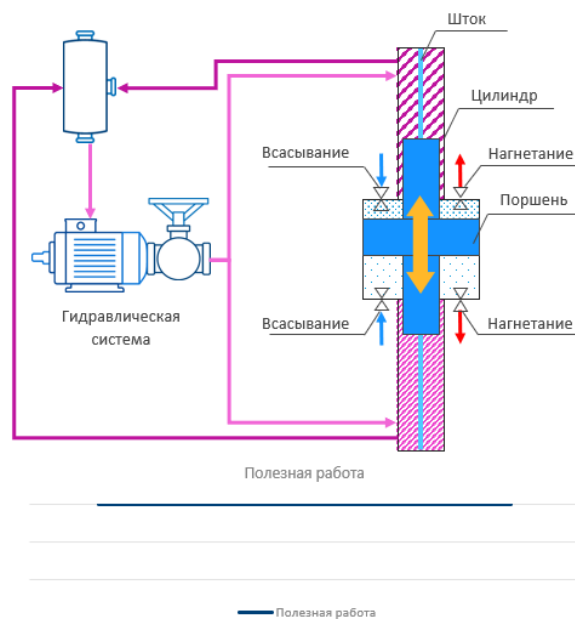 Шток
Цилиндр
Всасывание
Нагнетание
Поршень
Гидравлическая
система
Всасывание
Нагнетание
Полезная работа
Полезная работа